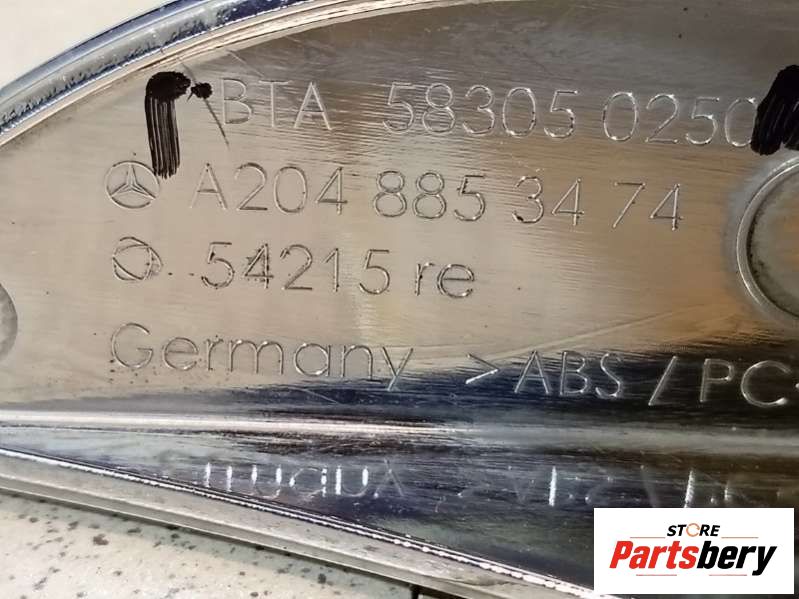 BTA 58305 0250
A204 885 34 74
54215 re
Germany >ABS / PC
STORE
Partsbery